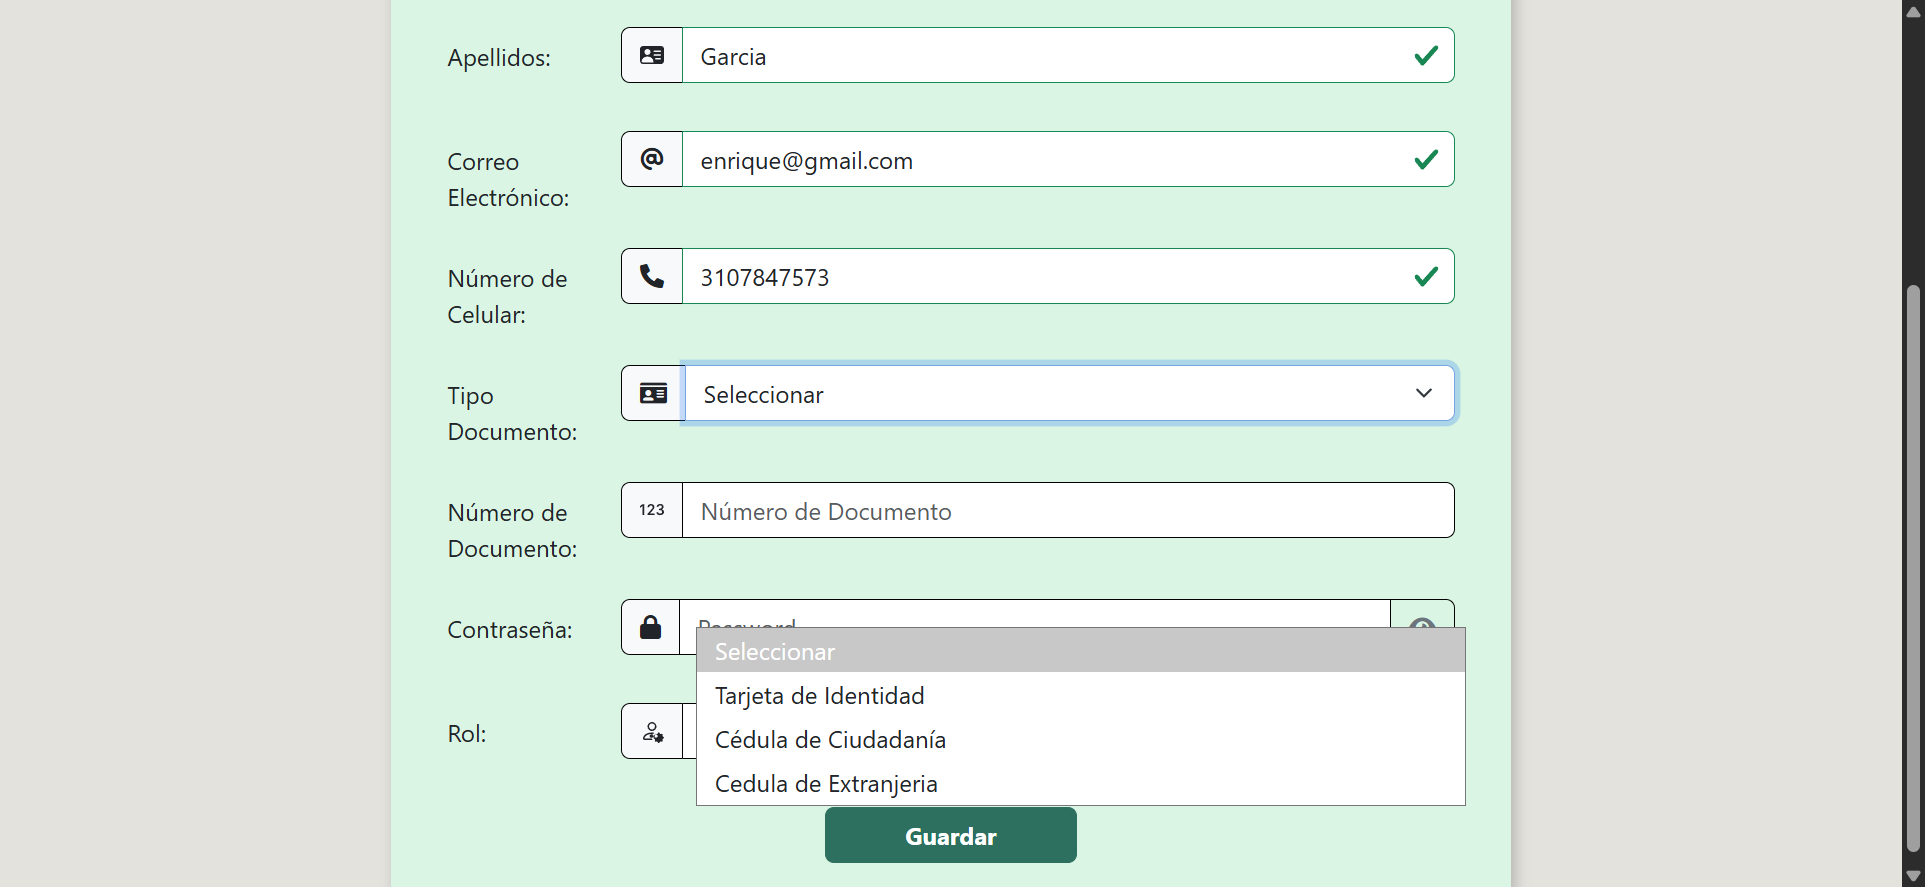 Apellidos:
Garcia
Correo
Electrónico:
enrique@gmail.com
Número de
Celular:
3107847573
Tipo
Documento:
Seleccionar
Número de
Documento:
123
Número de Documento
Contraseña:
Password
Seleccionar
Tarjeta de Identidad
Cédula de Ciudadanía
Cedula de Extranjeria
Rol:
Guardar